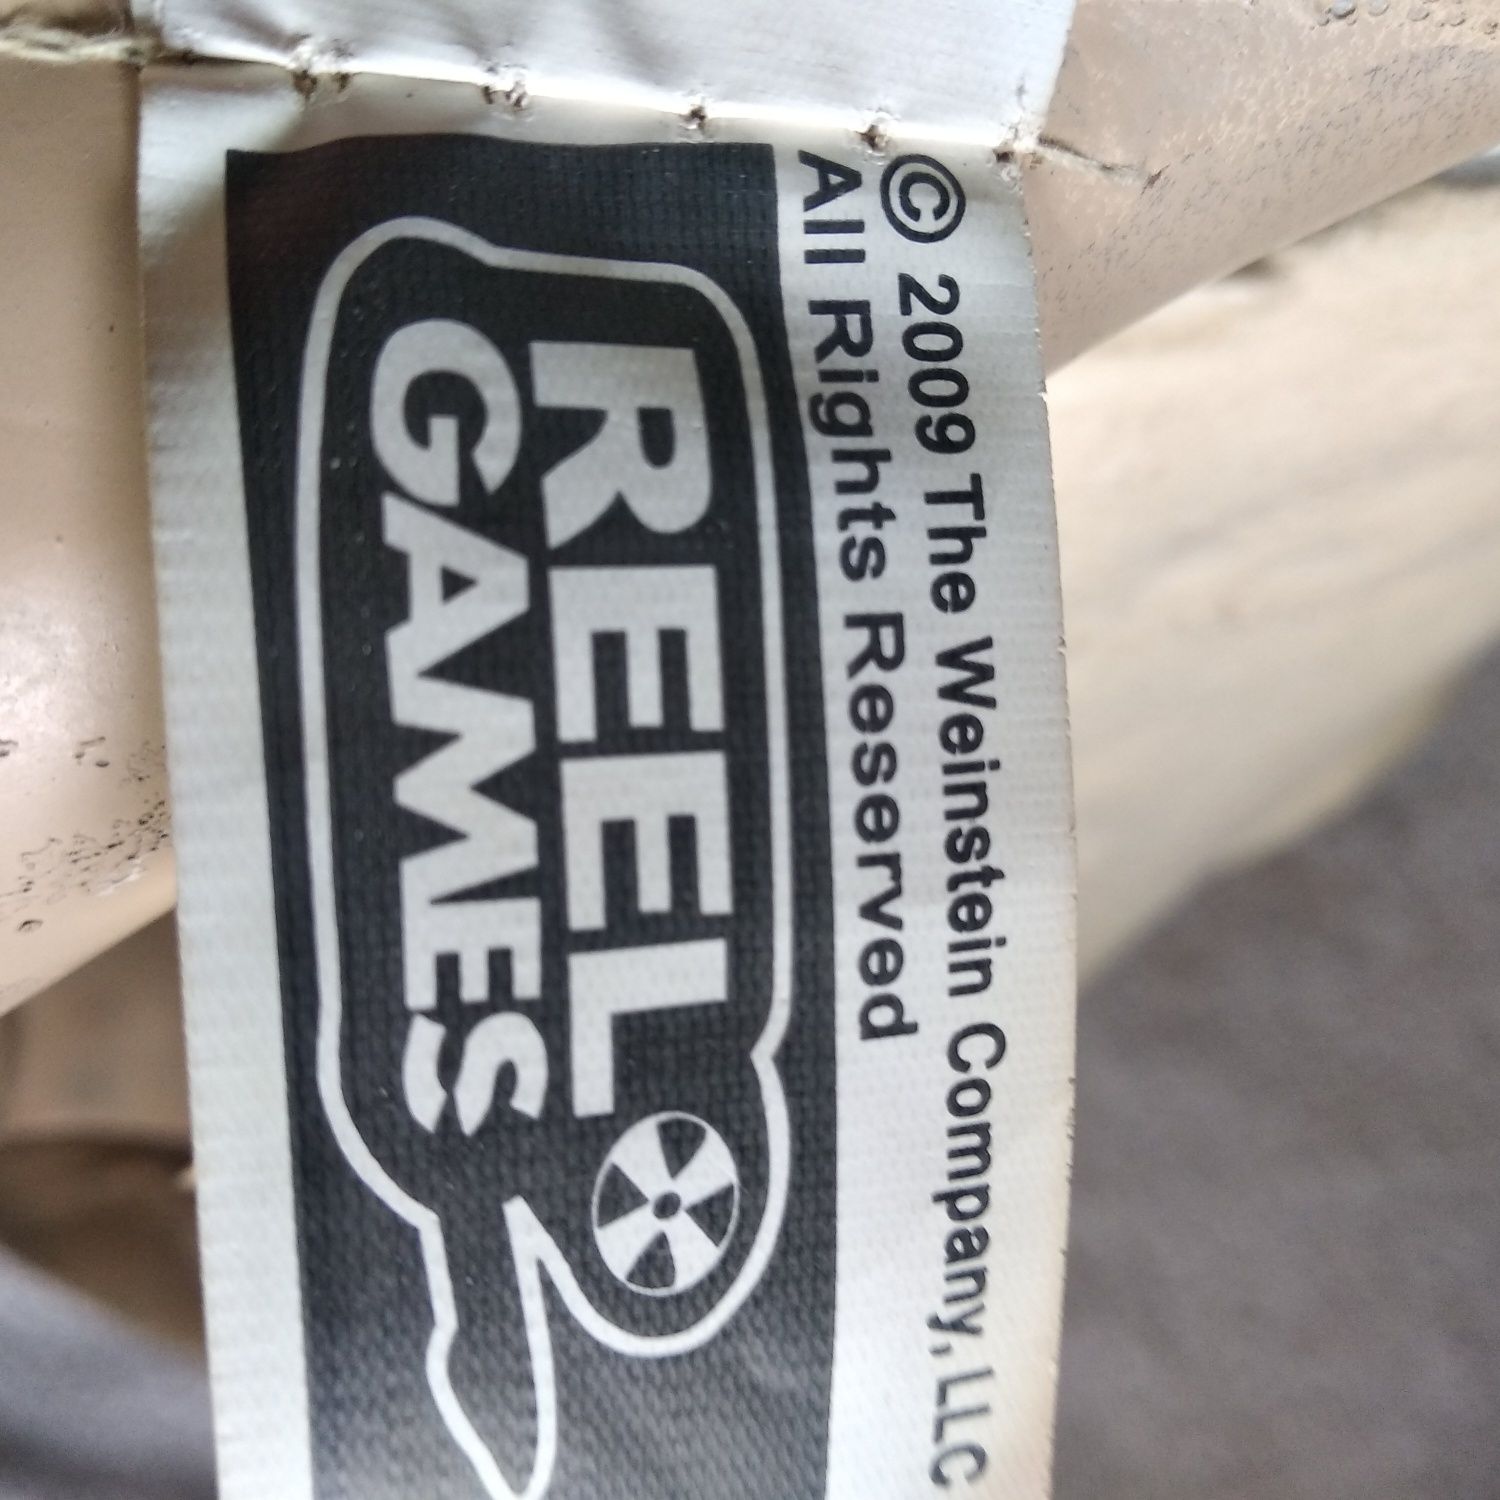 © 2009 The Weinstein Company, LLC
All Rights Reserved
REEL
GAMES